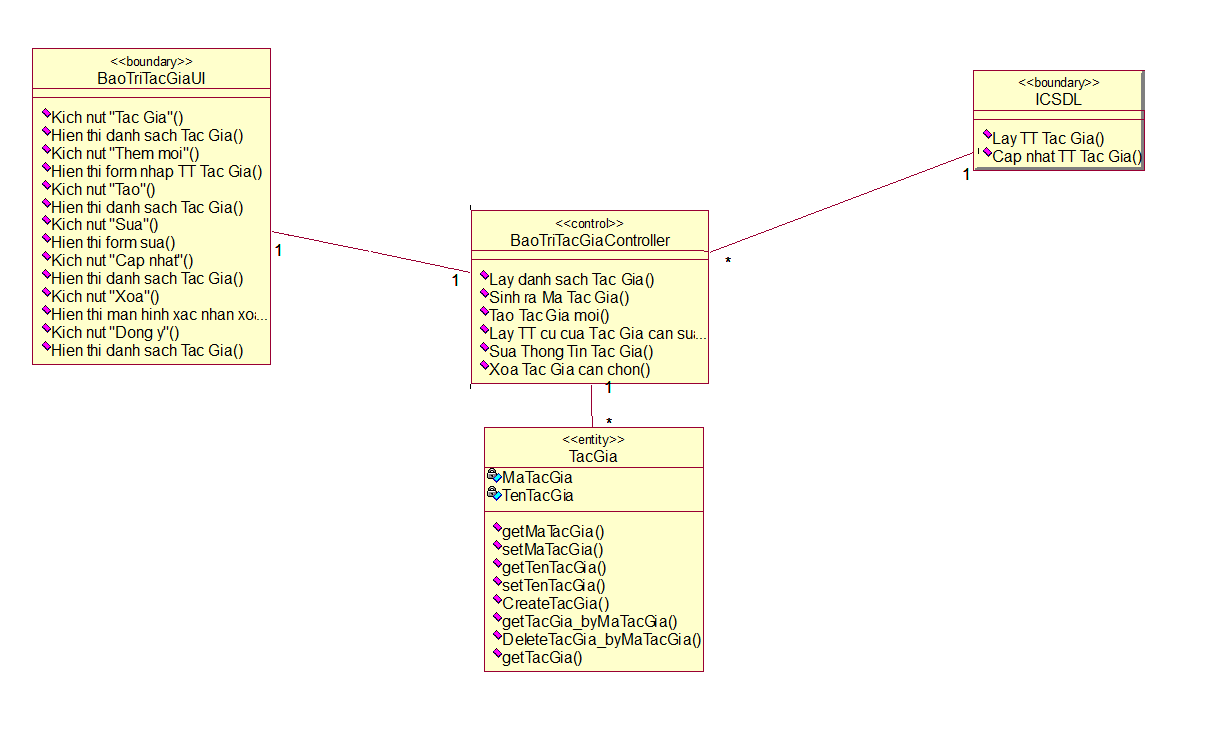 <<boundary>>
BaoTriTacGiaUI
Kich nut "Tac Gia"()
Hien thi danh sach Tac Gia()
Kich nut "Them moi"()
Hien thi form nhap TT Tac Gia()
Kich nut "Tao"()
Hien thi danh sach Tac Gia()
Kich nut "Sua"()
Hien thi form sua()
Kich nut "Cap nhat"()
Hien thi danh sach Tac Gia()
Kich nut "Xoa"()
Hien thi man hinh xac nhan xo...
Kich nut "Dong y"()
Hien thi danh sach Tac Gia()
1
1
<<control>>
BaoTriTacGiaController
Lay danh sach Tac Gia()
Sinh ra Ma Tac Gia()
Tao Tac Gia moi()
Lay TT cu cua Tac Gia can su...
Sua Thong Tin Tac Gia()
Xoa Tac Gia can chon()
*
1
<<boundary>>
ICSDL
Lay TT Tac Gia()
Cap nhat TT Tac Gia()
1
*
<<entity>>
TacGia
MaTacGia
TenTacGia
getMaTacGia()
setMaTacGia()
getTenTacGia()
setTenTacGia()
CreateTacGia()
getTacGia_byMaTacGia()
DeleteTacGia_byMaTacGia()
getTacGia()